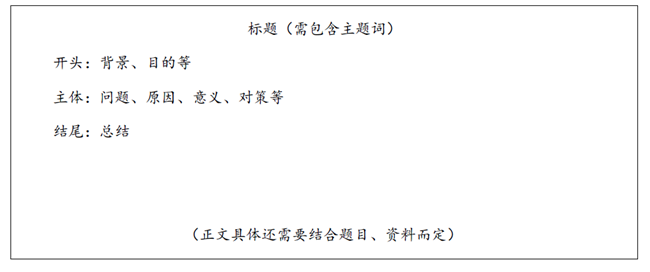 标题（需包含主题词）
开头：背景、目的等
主体：问题、原因、意义、对策等
结尾：总结
（正文具体还需要结合题目、资料而定）